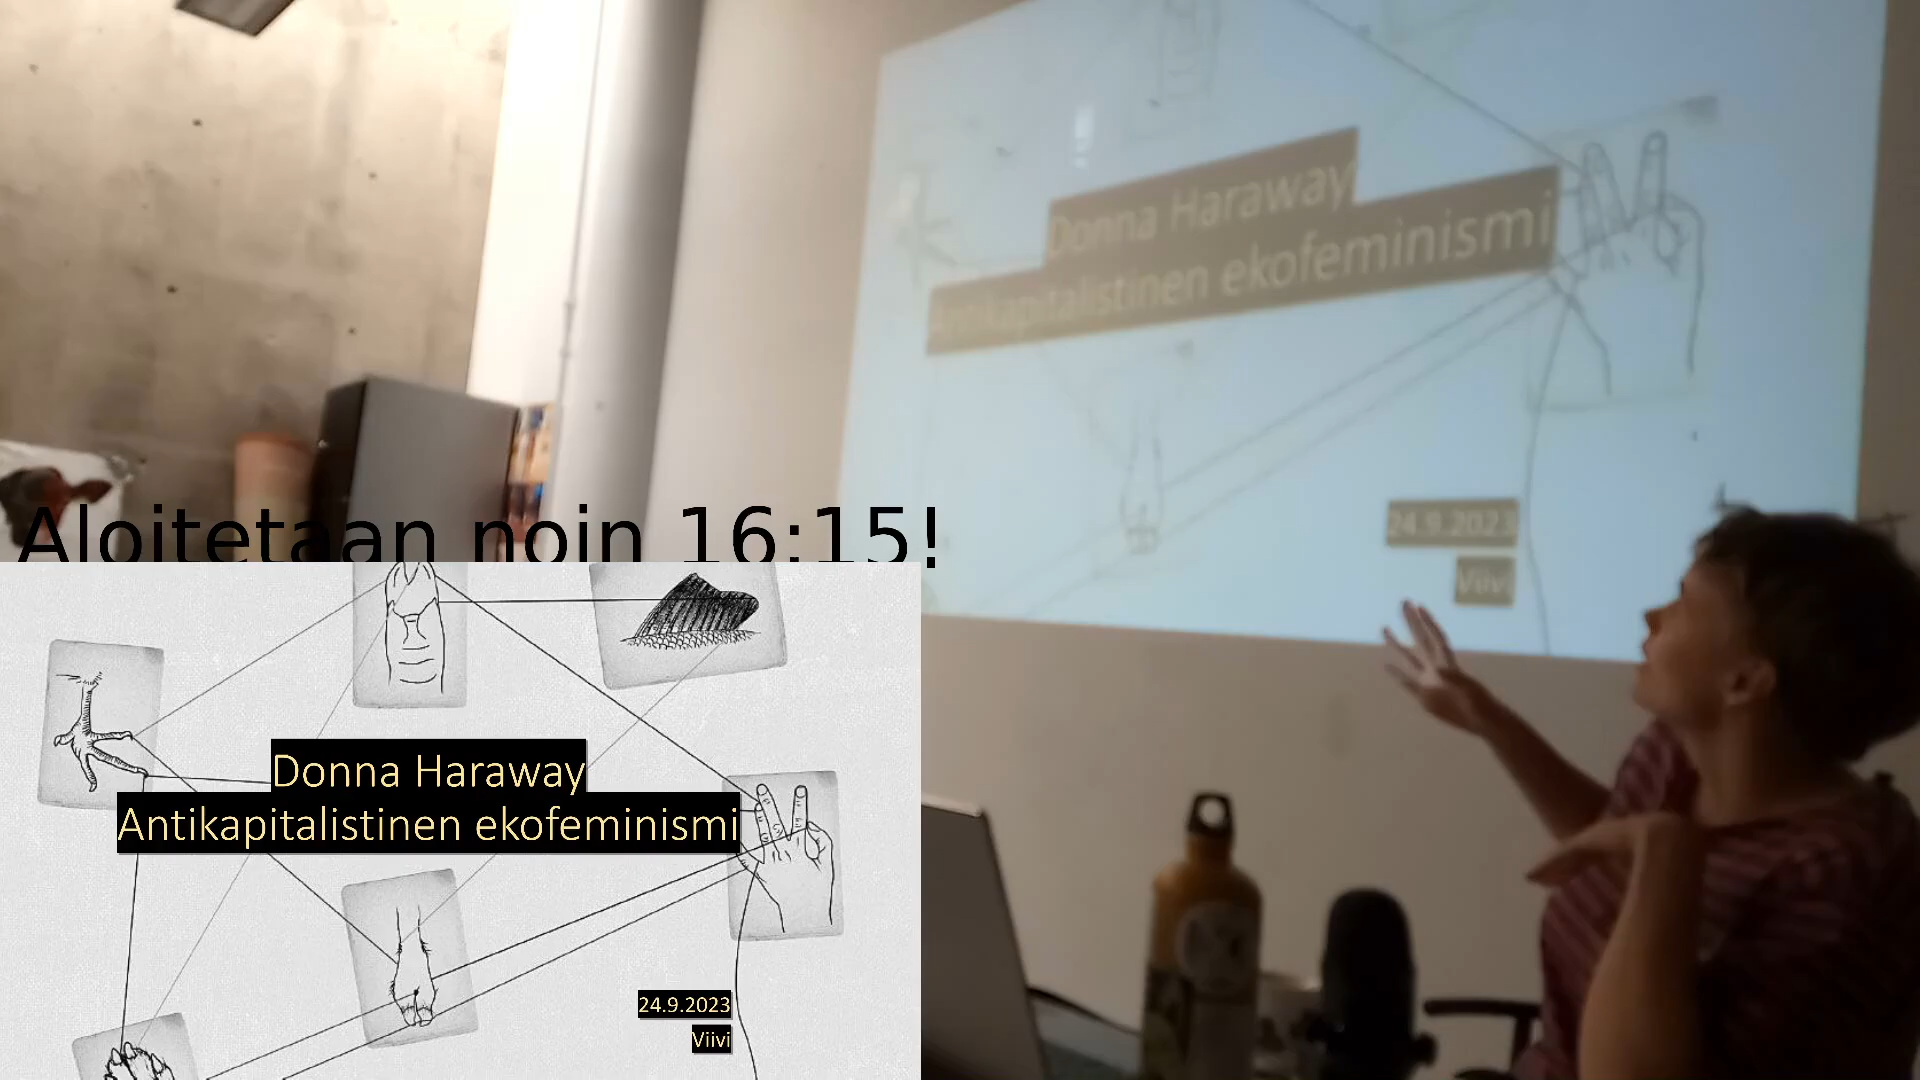 Donna Haraway
Antikapitalistinen ekofeminismi
24.9.2023
Viivi
Aloitetaan noin 16:15!
Donna Haraway
Antikapitalistinen ekofeminismi
24.9.2023
Viivi